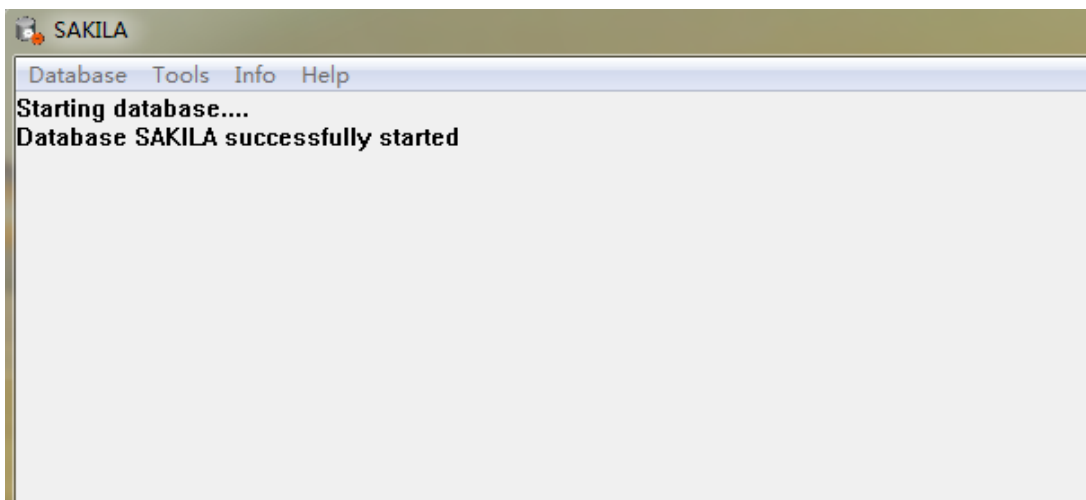 SAKILA
Database Tools Info Help
Starting database....
Database SAKILA successfully started